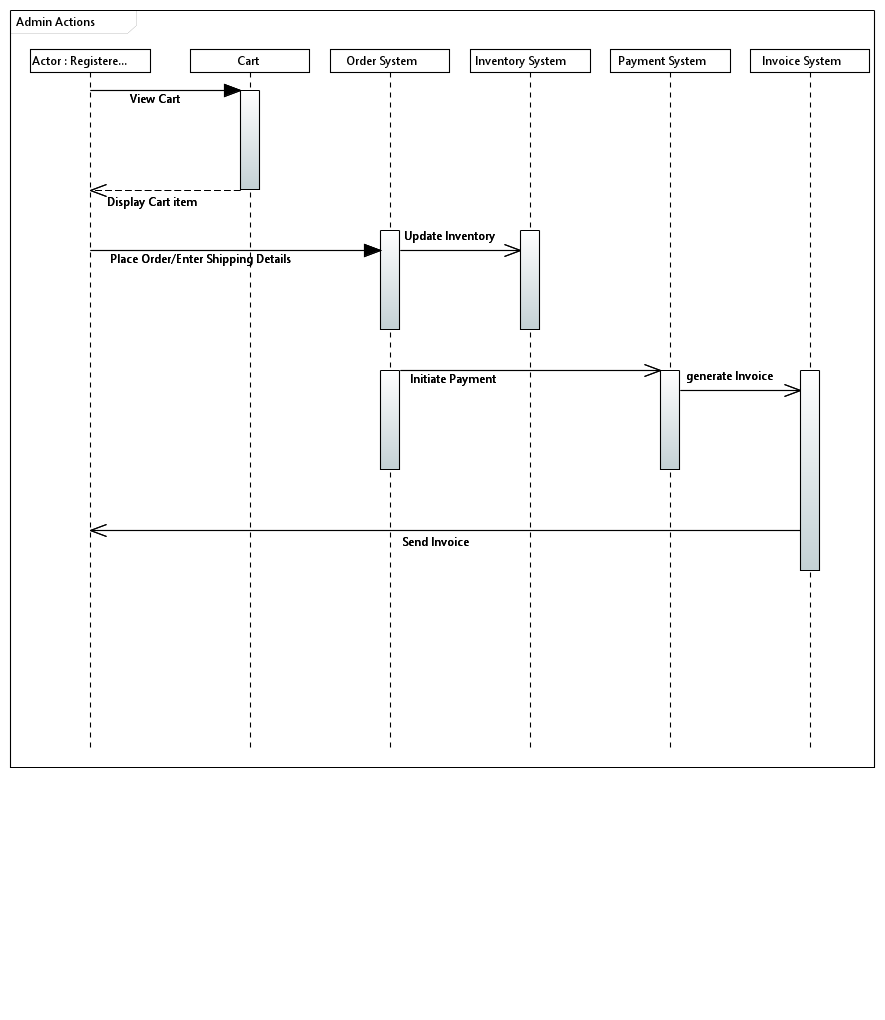 Admin Actions
Actor : Registere...
Cart
Order System
Inventory System
Payment System
Invoice System
View Cart
Display Cart item
Update Inventory
Place Order/Enter Shipping Details
Initiate Payment
generate Invoice
Send Invoice